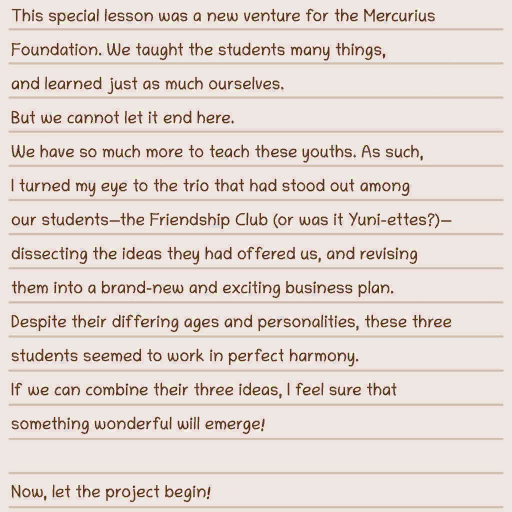 This special lesson was a new venture for the Mercurius
Foundation. We taught the students many things,
and learned just as much ourselves.
But we cannot let it end here.
We have so much more to teach these youths. As such,
I turned my eye to the trio that had stood out among
our students—the Friendship Club (or was it Yuni-ettes?)—
dissecting the ideas they had offered us, and revising
them into a brand-new and exciting business plan.
Despite their differing ages and personalities, these three
students seemed to work in perfect harmony.
If we can combine their three ideas, I feel sure that
something wonderful will emerge!
Now, let the project begin!